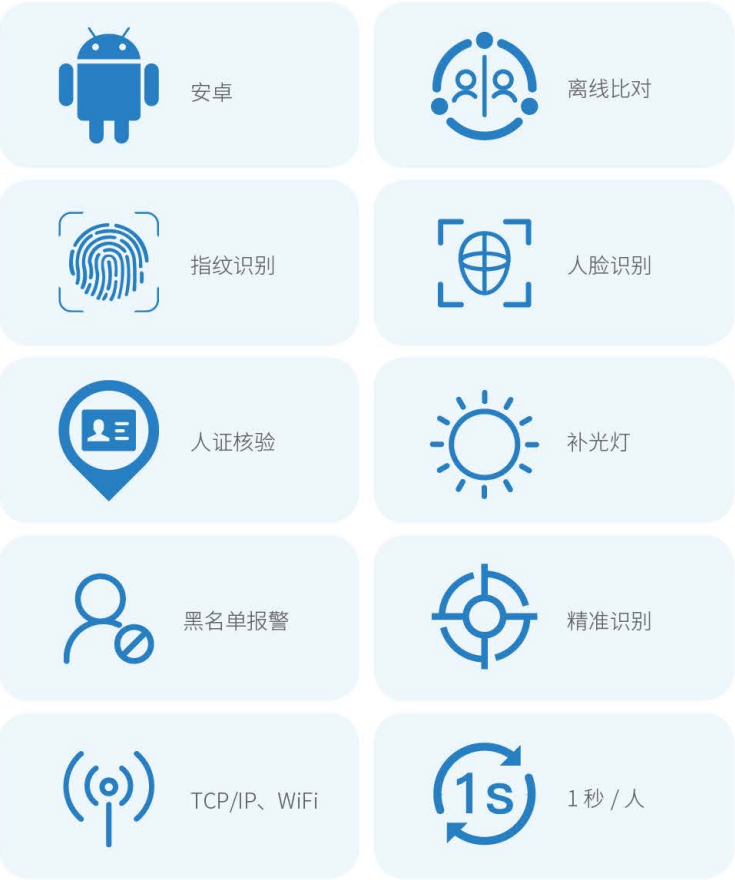 安卓
离线比对
指纹识别
人脸识别
人证核验
补光灯
黑名单报警
精准识别
TCP/IP、WiFi
1s
1 秒 / 人